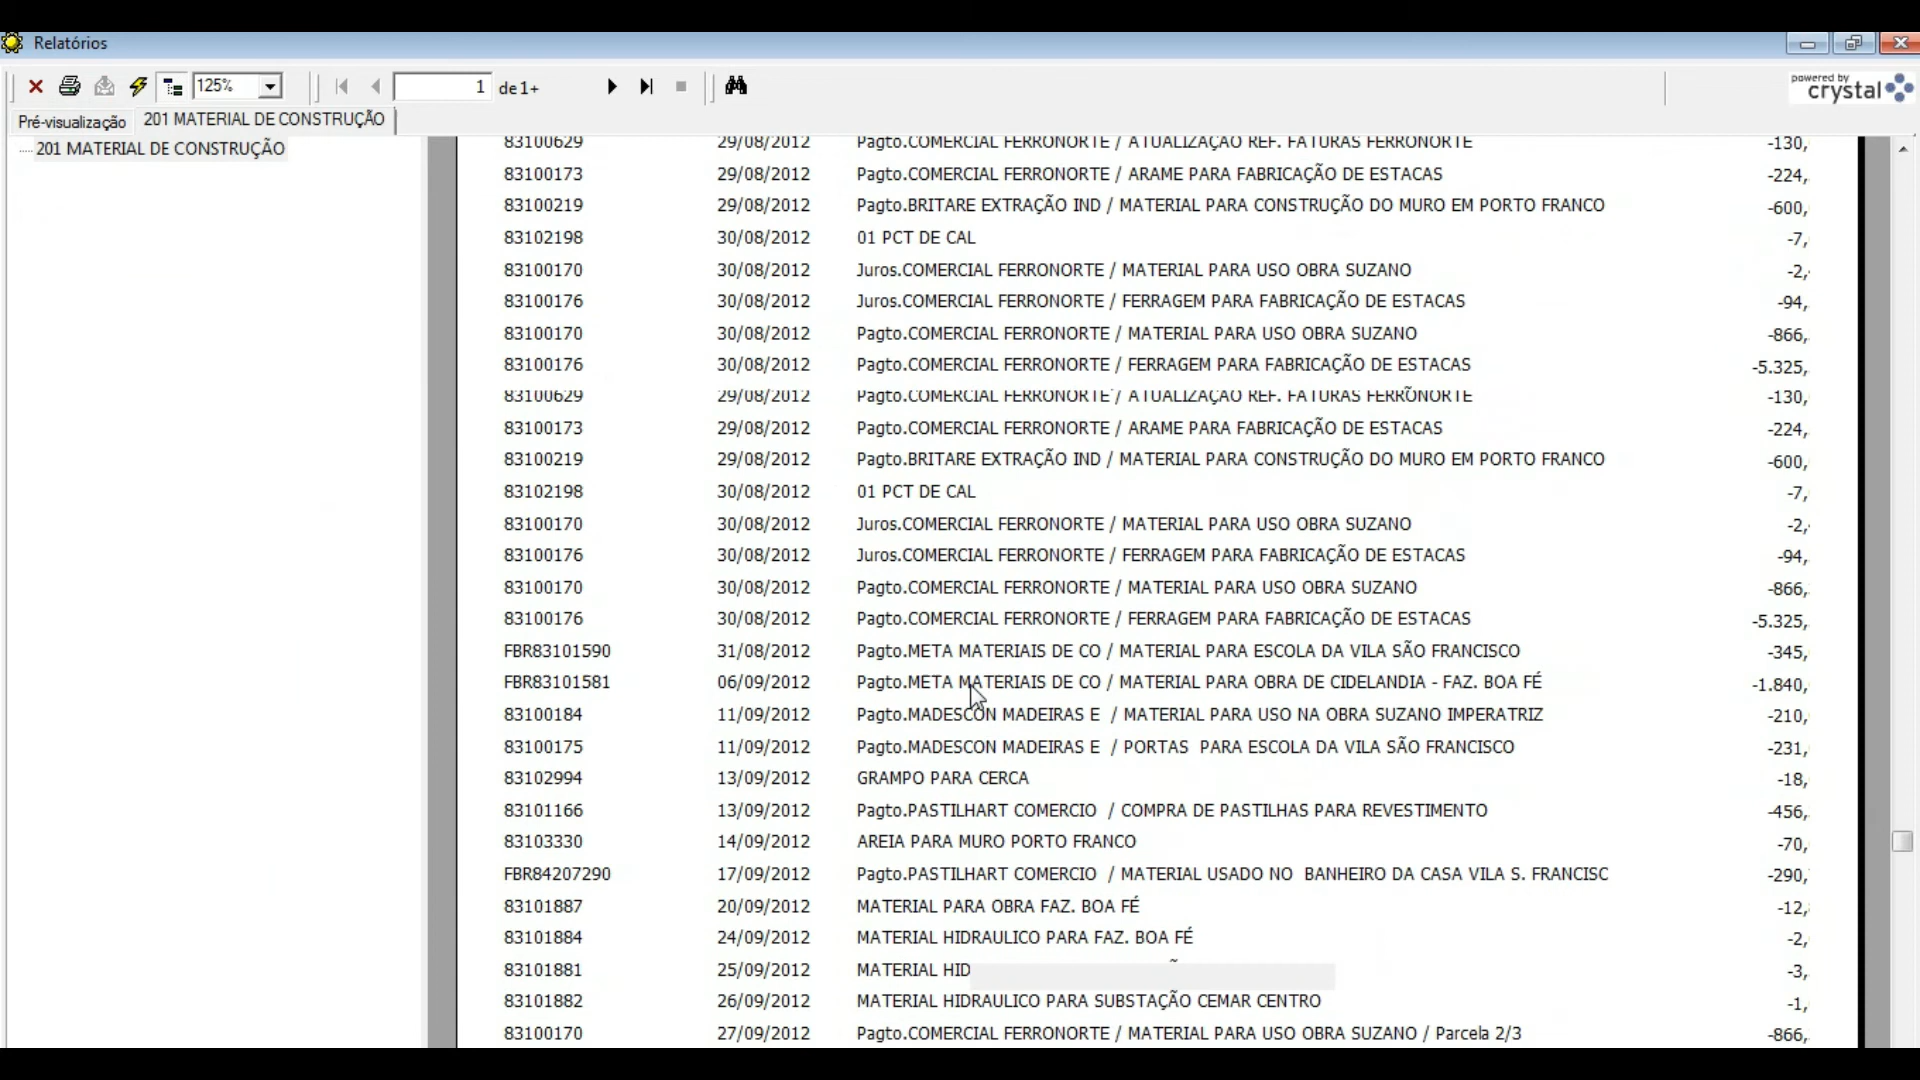 Relatórios
125% 1 de 1+ powered by crystal
Pré-visualização 201 MATERIAL DE CONSTRUÇÃO
201 MATERIAL DE CONSTRUÇÃO
83100629 29/08/2012 Pagto.COMERCIAL FERRONORTE / ATUALIZAÇÃO REF. FATURAS FERRONORTE -130,
83100173 29/08/2012 Pagto.COMERCIAL FERRONORTE / ARAME PARA FABRICAÇÃO DE ESTACAS -224,
83100219 29/08/2012 Pagto.BRITARE EXTRAÇÃO IND / MATERIAL PARA CONSTRUÇÃO DO MURO EM PORTO FRANCO -600,
83102198 30/08/2012 01 PCT DE CAL -7,
83100170 30/08/2012 Juros.COMERCIAL FERRONORTE / MATERIAL PARA USO OBRA SUZANO -2,
83100176 30/08/2012 Juros.COMERCIAL FERRONORTE / FERRAGEM PARA FABRICAÇÃO DE ESTACAS -94,
83100170 30/08/2012 Pagto.COMERCIAL FERRONORTE / MATERIAL PARA USO OBRA SUZANO -866,
83100176 30/08/2012 Pagto.COMERCIAL FERRONORTE / FERRAGEM PARA FABRICAÇÃO DE ESTACAS -5.325,
83100629 29/08/2012 Pagto.COMERCIAL FERRONORTE / ATUALIZAÇÃO REF. FATURAS FERRONORTE -130,
83100173 29/08/2012 Pagto.COMERCIAL FERRONORTE / ARAME PARA FABRICAÇÃO DE ESTACAS -224,
83100219 29/08/2012 Pagto.BRITARE EXTRAÇÃO IND / MATERIAL PARA CONSTRUÇÃO DO MURO EM PORTO FRANCO -600,
83102198 30/08/2012 01 PCT DE CAL -7,
83100170 30/08/2012 Juros.COMERCIAL FERRONORTE / MATERIAL PARA USO OBRA SUZANO -2,
83100176 30/08/2012 Juros.COMERCIAL FERRONORTE / FERRAGEM PARA FABRICAÇÃO DE ESTACAS -94,
83100170 30/08/2012 Pagto.COMERCIAL FERRONORTE / MATERIAL PARA USO OBRA SUZANO -866,
83100176 30/08/2012 Pagto.COMERCIAL FERRONORTE / FERRAGEM PARA FABRICAÇÃO DE ESTACAS -5.325,
FBR83101590 31/08/2012 Pagto.META MATERIAIS DE CO / MATERIAL PARA ESCOLA DA VILA SÃO FRANCISCO -345,
FBR83101581 06/09/2012 Pagto.META MATERIAIS DE CO / MATERIAL PARA OBRA DE CIDELANDIA - FAZ. BOA FÉ -1.840,
83100184 11/09/2012 Pagto.MADESCON MADEIRAS E / MATERIAL PARA USO NA OBRA SUZANO IMPERATRIZ -210,
83100175 11/09/2012 Pagto.MADESCON MADEIRAS E / PORTAS PARA ESCOLA DA VILA SÃO FRANCISCO -231,
83102994 13/09/2012 GRAMPO PARA CERCA -18,
83101166 13/09/2012 Pagto.PASTILHART COMERCIO / COMPRA DE PASTILHAS PARA REVESTIMENTO -456,
83103330 14/09/2012 AREIA PARA MURO PORTO FRANCO -70,
FBR84207290 17/09/2012 Pagto.PASTILHART COMERCIO / MATERIAL USADO NO BANHEIRO DA CASA VILA S. FRANCISC -290,
83101887 20/09/2012 MATERIAL PARA OBRA FAZ. BOA FÉ -12,
83101884 24/09/2012 MATERIAL HIDRAULICO PARA FAZ. BOA FÉ -2,
83101881 25/09/2012 MATERIAL HID -3,
83101882 26/09/2012 MATERIAL HIDRAULICO PARA SUBSTAÇÃO CEMAR CENTRO -1,
83100170 27/09/2012 Pagto.COMERCIAL FERRONORTE / MATERIAL PARA USO OBRA SUZANO / Parcela 2/3 -866,